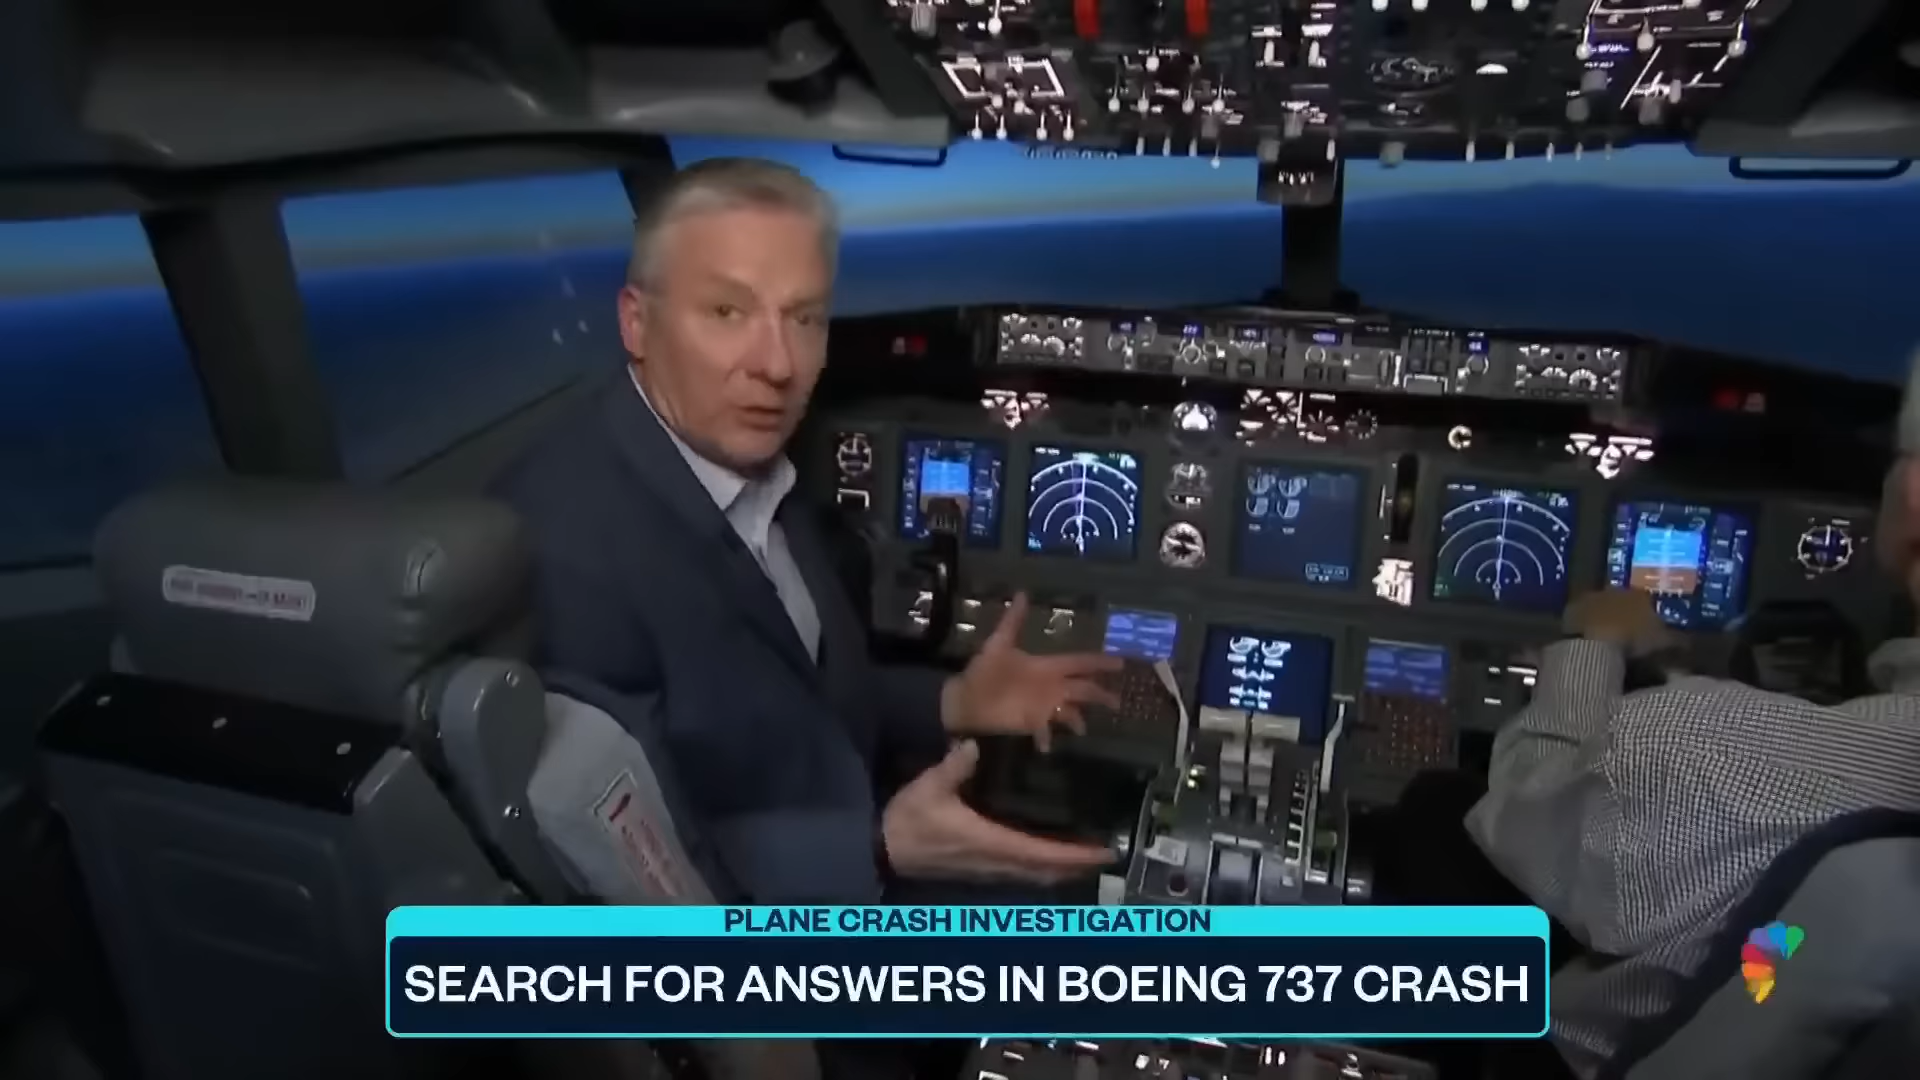 PLANE CRASH INVESTIGATION
SEARCH FOR ANSWERS IN BOEING 737 CRASH